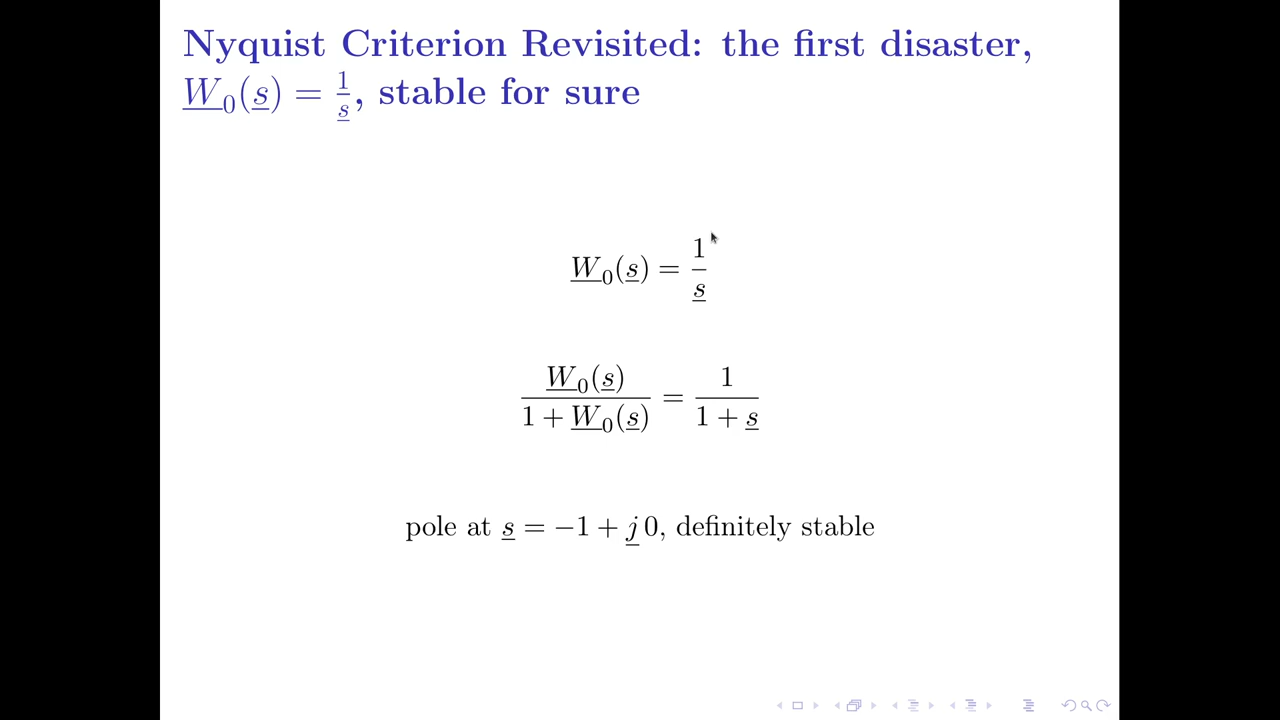 Nyquist Criterion Revisited: the first disaster,
W₀(s) = 1/s, stable for sure
W₀(s) = 1/s
W₀(s)/(1 + W₀(s)) = 1/(1 + s)
pole at s = −1 + j 0, definitely stable